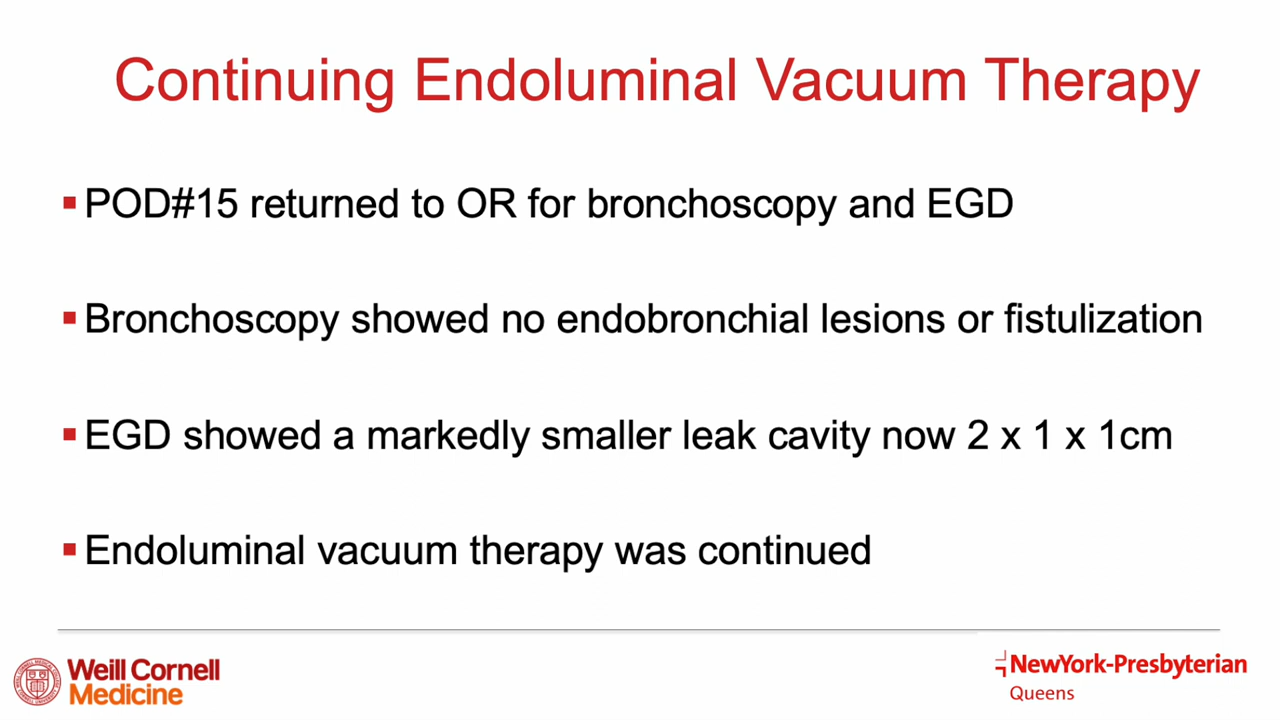 Continuing Endoluminal Vacuum Therapy
POD#15 returned to OR for bronchoscopy and EGD
Bronchoscopy showed no endobronchial lesions or fistulization
EGD showed a markedly smaller leak cavity now 2 x 1 x 1cm
Endoluminal vacuum therapy was continued
Weill Cornell
Medicine
NewYork-Presbyterian
Queens